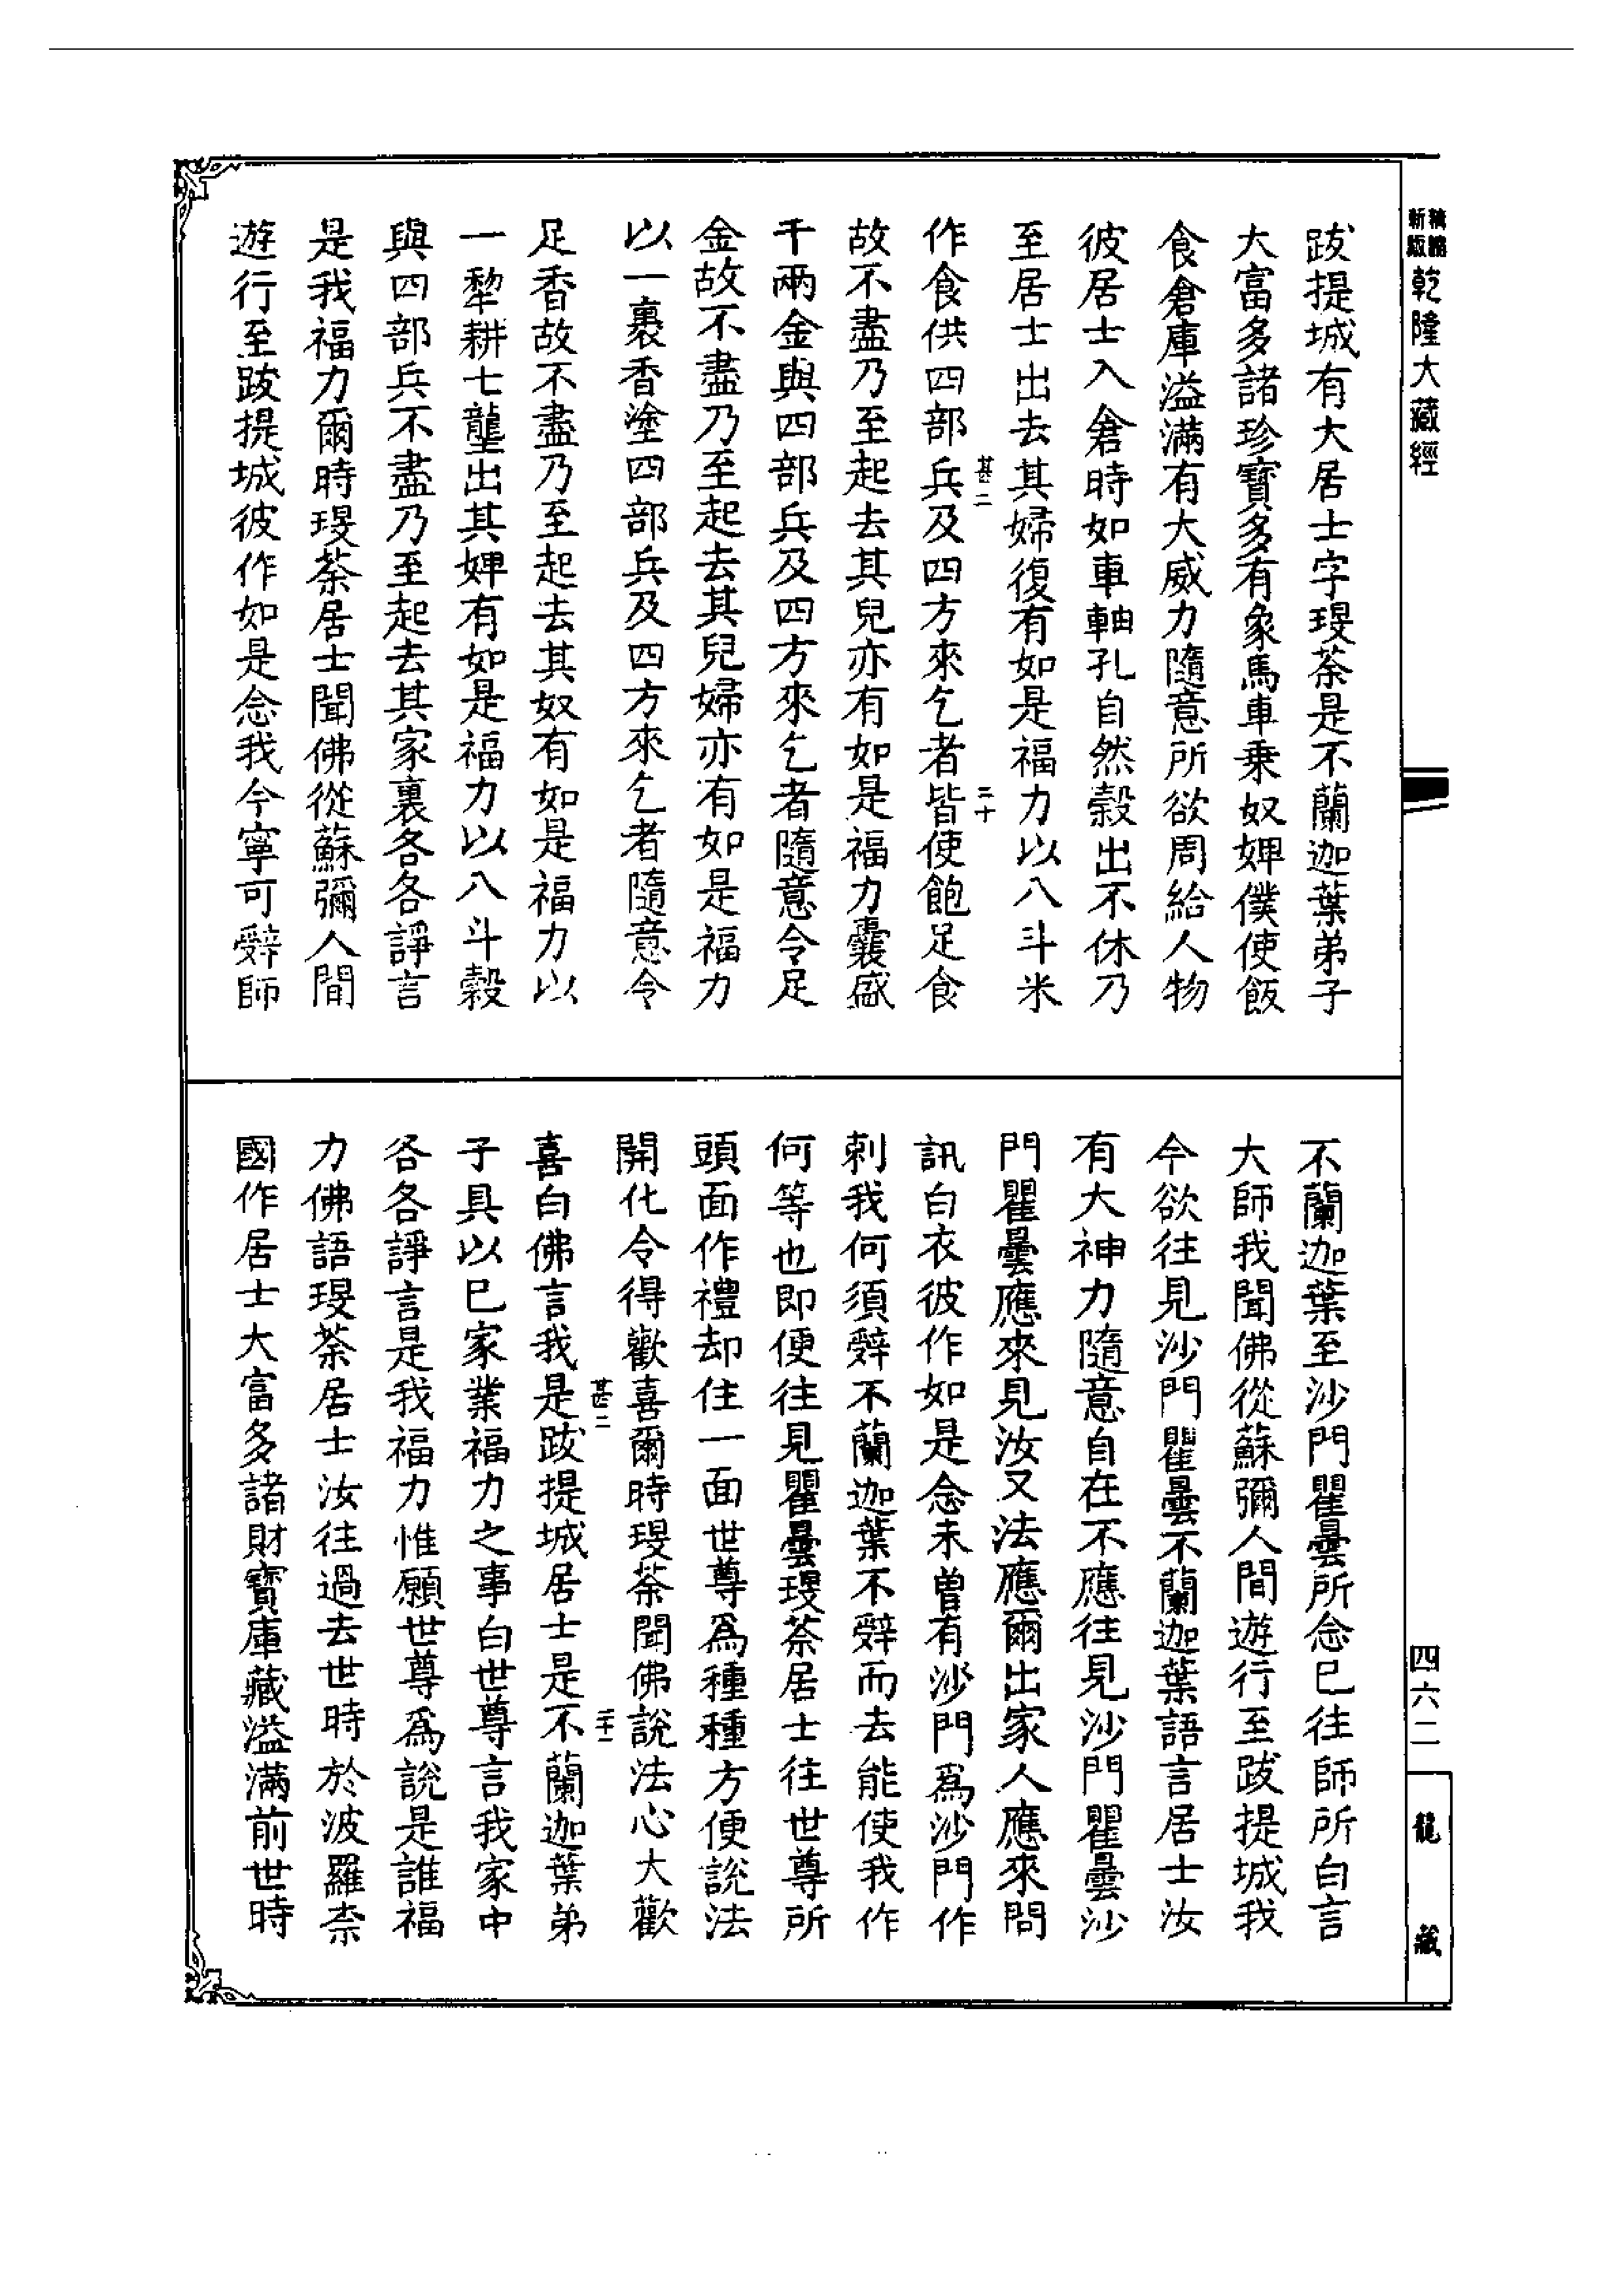 新版精縮
乾隆大藏經
跋提城有大居士字瑖荼是不蘭迦葉弟子
大富多諸珍寶多有象馬車乗奴婢僕使飯
食倉庫溢滿有大威力隨意所欲周給人物
彼居士入倉時如車軸孔自然穀出不休乃
至居士出去其婦復有如是福力以八斗米
作食供四部兵及四方來乞者皆使飽足食
甚二
二十
故不盡乃至起去其兒亦有如是福力囊盛
千兩金與四部兵及四方來乞者隨意令足
金故不盡乃至起去其兒婦亦有如是福力
以一裹香塗四部兵及四方來乞者隨意令
足香故不盡乃至起去其奴有如是福力以
一犂耕七壟出其婢有如是福力以八斗穀
與四部兵不盡乃至起去其家裏各各諍言
是我福力爾時瑖荼居士聞佛從蘇彌人間
遊行至跋提城彼作如是念我今寧可辤師
不蘭迦葉至沙門瞿曇所念已往師所白言
大師我聞佛從蘇彌人間遊行至跋提城我
今欲往見沙門瞿曇不蘭迦葉語言居士汝
有大神力隨意自在不應往見沙門瞿曇沙
門瞿曇應來見汝又法應爾出家人應來問
訊白衣彼作如是念未曾有沙門爲沙門作
剌我何須辤不蘭迦葉不辤而去能使我作
何等也即便往見瞿曇瑖荼居士往世尊所
頭面作禮却住一面世尊爲種種方便說法
開化令得歡喜爾時瑖荼聞佛說法心大歡
喜白佛言我是跋提城居士是不蘭迦葉弟
甚二
二十一
子具以巳家業福力之事白世尊言我家中
各各諍言是我福力惟願世尊爲說是誰福
力佛語瑖荼居士汝往過去世時於波羅柰
國作居士大富多諸財寶庫藏溢滿前世時
四六二
龍藏